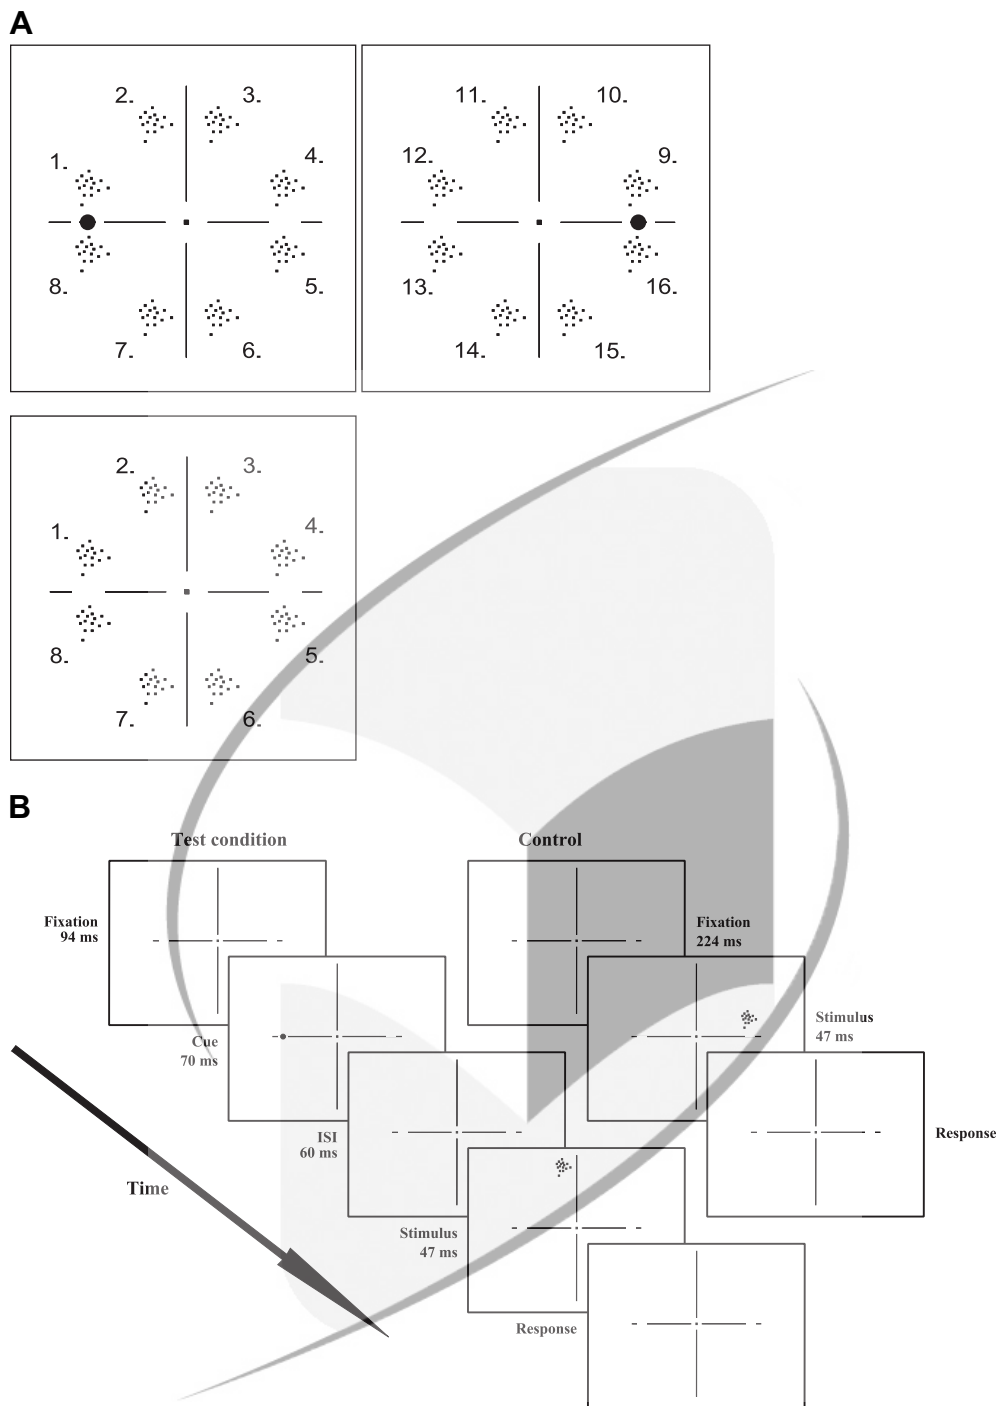 A
2. 3. 11. 10.
1. 4. 12. 9.
8. 5. 13. 16.
7. 6. 14. 15.
2. 3.
1. 4.
8. 5.
7. 6.
B
Test condition Control
Fixation
94 ms
Fixation
224 ms
Cue
70 ms
Stimulus
47 ms
ISI
60 ms
Response
Time
Stimulus
47 ms
Response